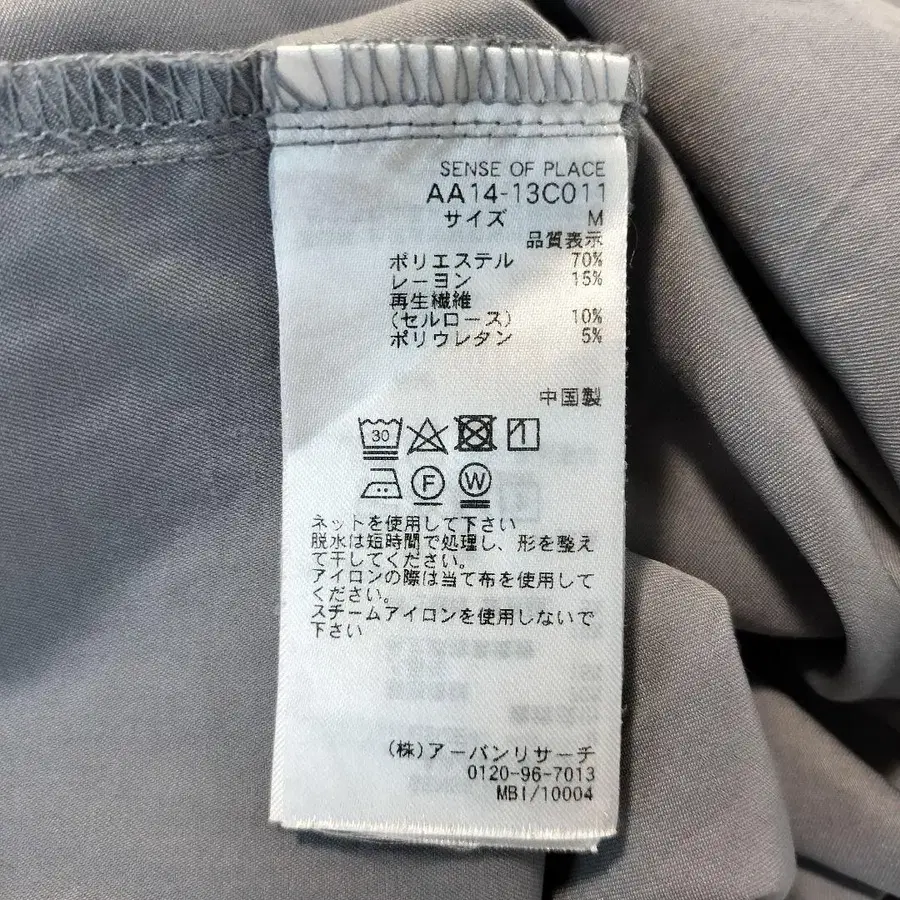 SENSE OF PLACE
AA14-13C011
サイズ M
品質表示
ポリエステル 70%
レーヨン 15%
再生繊維
(セルロース) 10%
ポリウレタン 5%
中国製
30
F W
ネットを使用して下さい
脱水は短時間で処理し、形を整え
て干してください。
アイロンの際は当て布を使用して
ください。
スチームアイロンを使用しないで
下さい
(株)アーバンリサーチ
0120-96-7013
MBI/10004